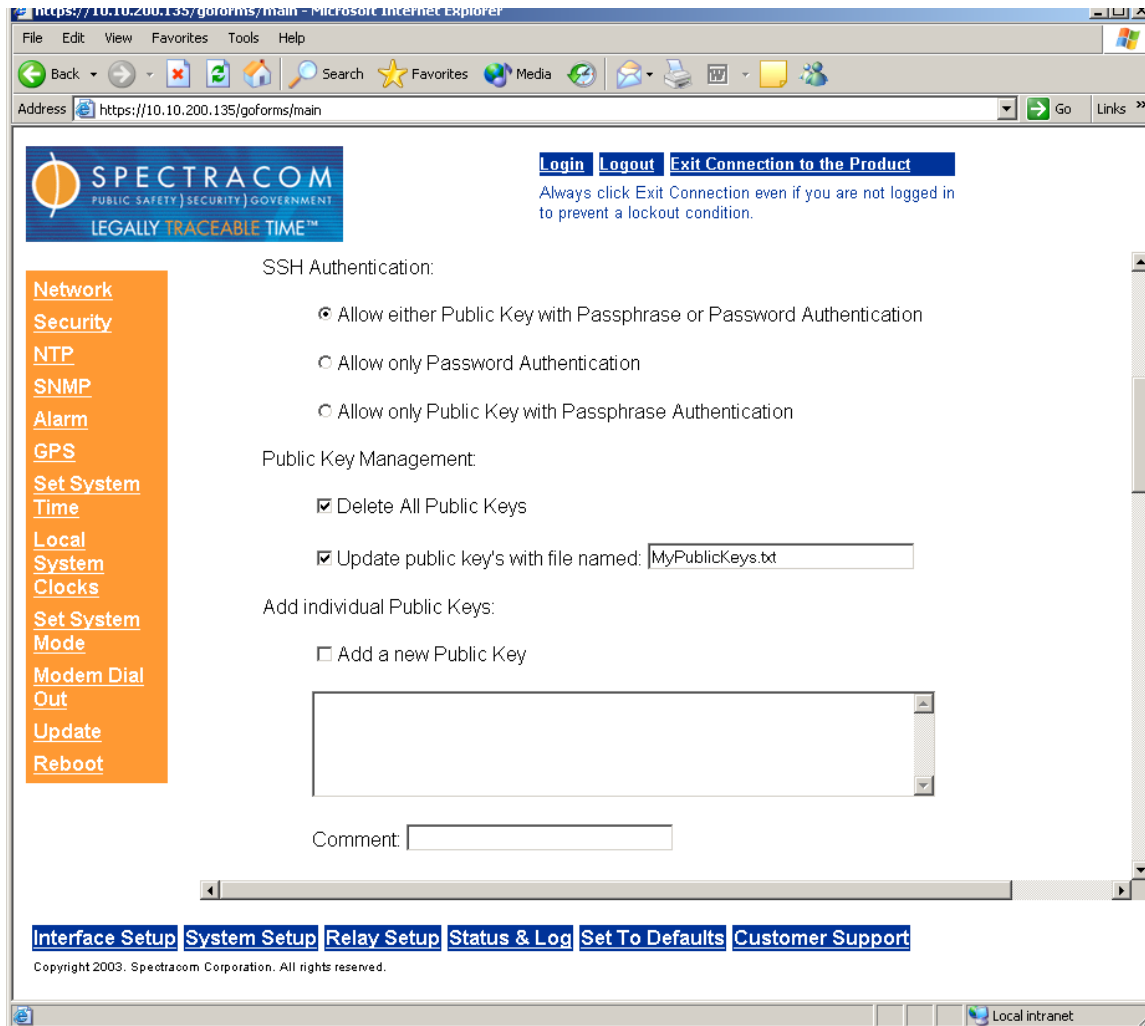 https://10.10.200.135/goforms/main - Microsoft Internet Explorer
File Edit View Favorites Tools Help
Back Search Favorites Media
Address https://10.10.200.135/goforms/main Go Links »
SPECTRACOM
PUBLIC SAFETY ) SECURITY ) GOVERNMENT
LEGALLY TRACEABLE TIME™
Login Logout Exit Connection to the Product
Always click Exit Connection even if you are not logged in
to prevent a lockout condition.
Network
Security
NTP
SNMP
Alarm
GPS
Set System
Time
Local
System
Clocks
Set System
Mode
Modem Dial
Out
Update
Reboot
SSH Authentication:
Allow either Public Key with Passphrase or Password Authentication
Allow only Password Authentication
Allow only Public Key with Passphrase Authentication
Public Key Management:
Delete All Public Keys
Update public key's with file named: MyPublicKeys.txt
Add individual Public Keys:
Add a new Public Key
Comment:
Interface Setup System Setup Relay Setup Status & Log Set To Defaults Customer Support
Copyright 2003. Spectracom Corporation. All rights reserved.
Local intranet